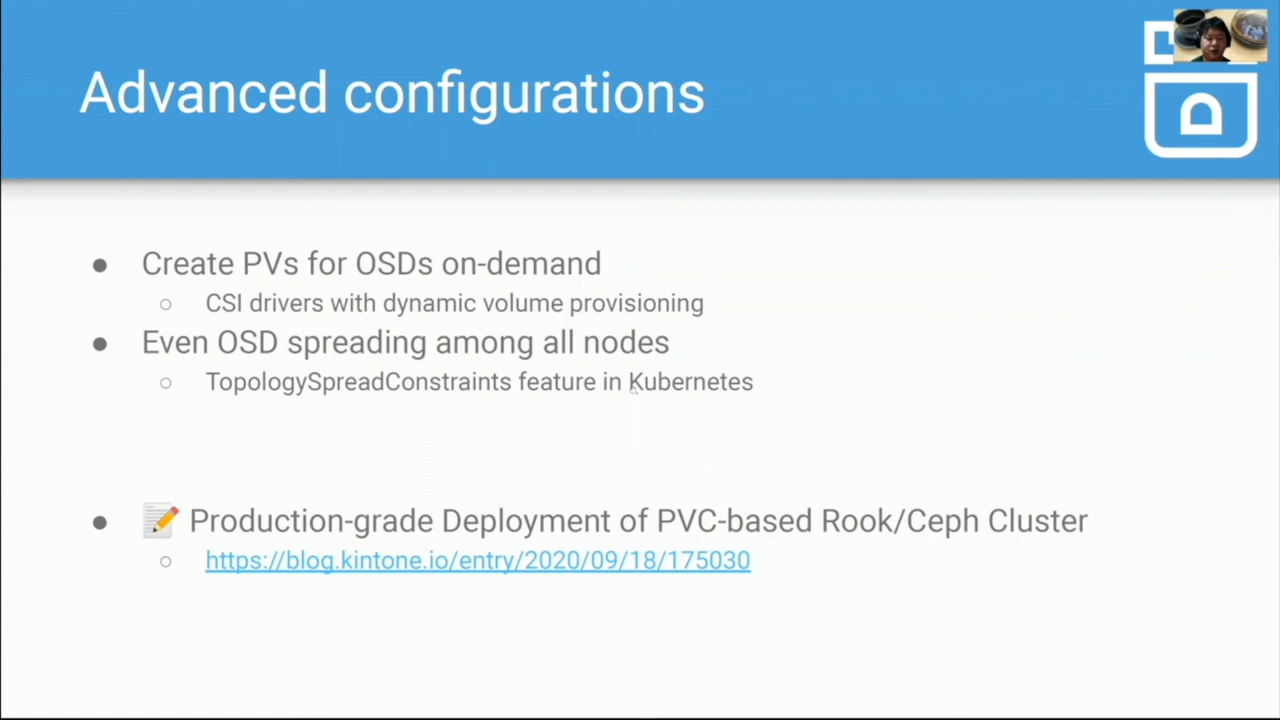 Advanced configurations
● Create PVs for OSDs on-demand
○ CSI drivers with dynamic volume provisioning
● Even OSD spreading among all nodes
○ TopologySpreadConstraints feature in Kubernetes
● 📝 Production-grade Deployment of PVC-based Rook/Ceph Cluster
○ https://blog.kintone.io/entry/2020/09/18/175030